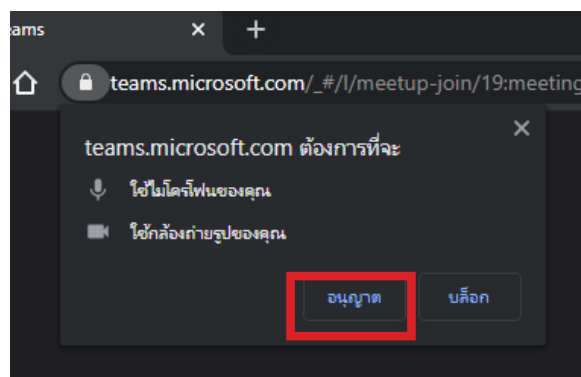 eams
teams.microsoft.com/_#/l/meetup-join/19:meeting
teams.microsoft.com ต้องการที่จะ
ใช้ไมโครโฟนของคุณ
ใช้กล้องถ่ายรูปของคุณ
อนุญาต บล็อก